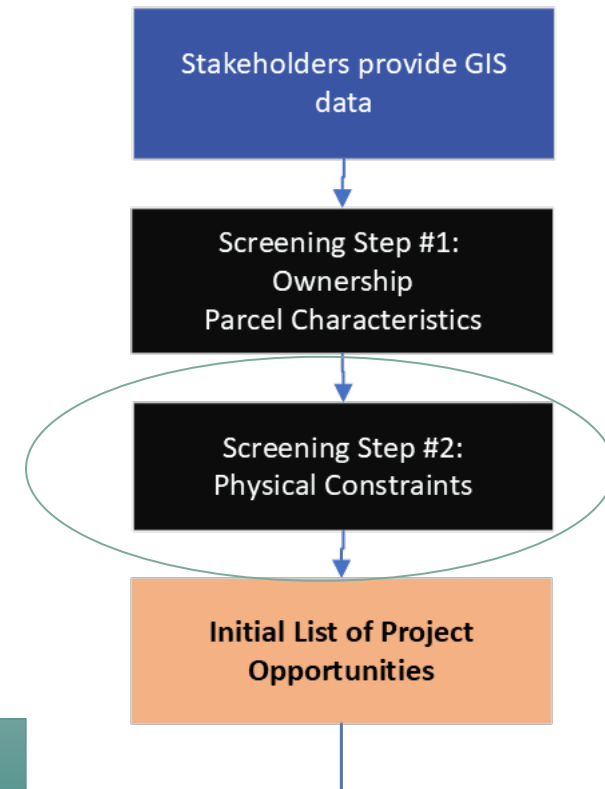 Stakeholders provide GIS
data
Screening Step #1:
Ownership
Parcel Characteristics
Screening Step #2:
Physical Constraints
Initial List of Project
Opportunities